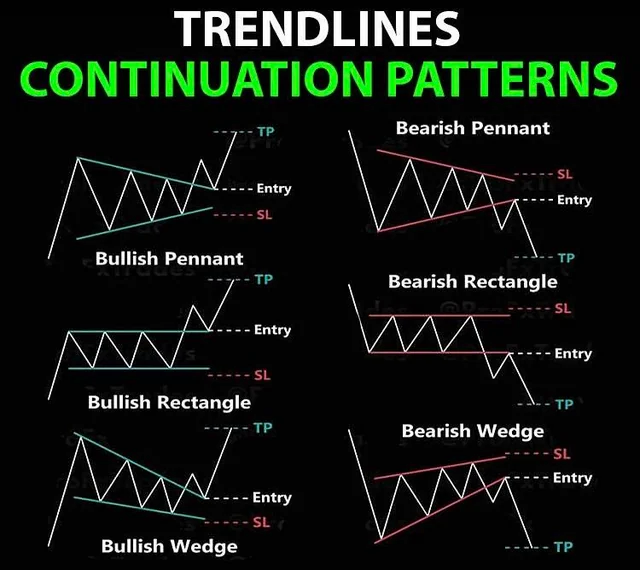 TRENDLINES
CONTINUATION PATTERNS
TP
Entry
SL
Bullish Pennant
Bearish Pennant
SL
Entry
TP
TP
Entry
SL
Bullish Rectangle
Bearish Rectangle
SL
Entry
TP
TP
Entry
SL
Bullish Wedge
Bearish Wedge
SL
Entry
TP